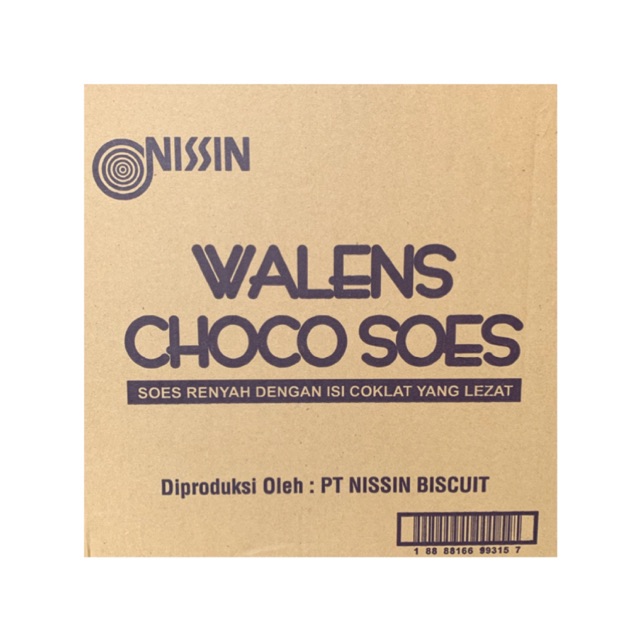 NISSIN
WALENS
CHOCO SOES
SOES RENYAH DENGAN ISI COKLAT YANG LEZAT
Diproduksi Oleh : PT NISSIN BISCUIT
1 88 88166 99315 7